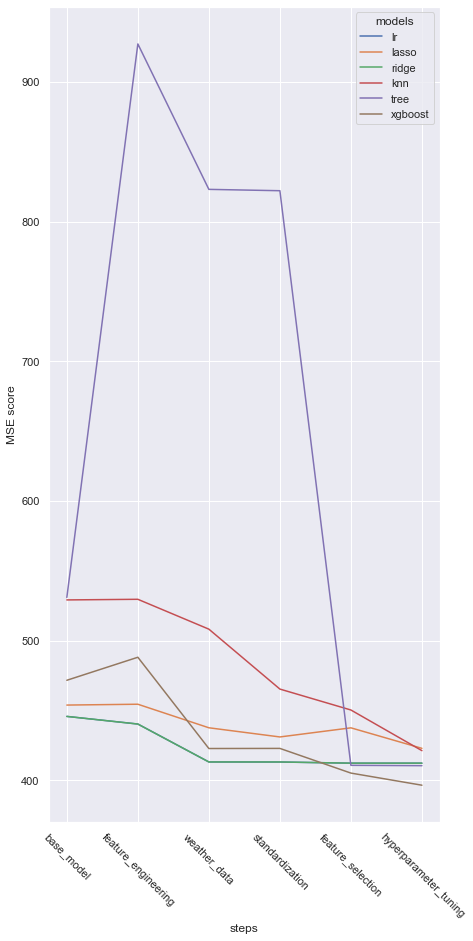 models
lr
lasso
ridge
knn
tree
xgboost
900
800
700
600
500
400
MSE score
base_model
feature_engineering
weather_data
standardization
feature_selection
hyperparameter_tuning
steps